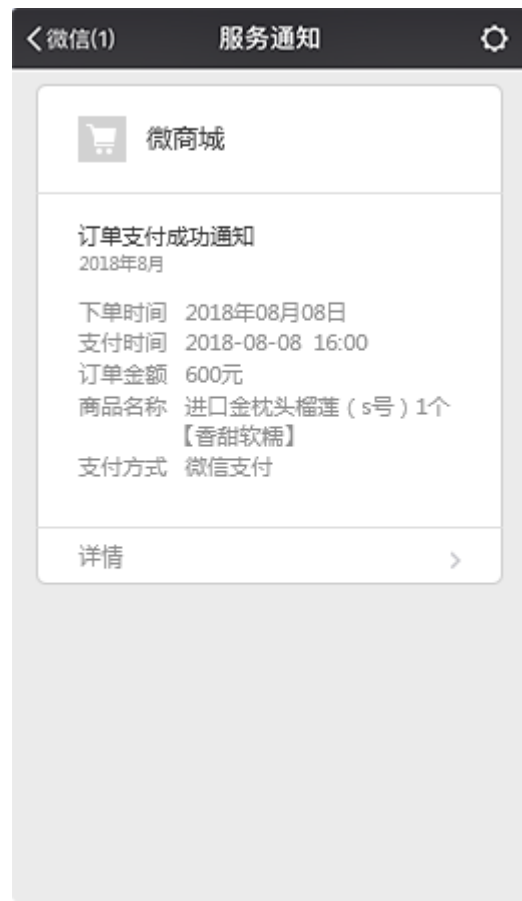 微信(1) 服务通知
微商城
订单支付成功通知
2018年8月
下单时间 2018年08月08日
支付时间 2018-08-08 16:00
订单金额 600元
商品名称 进口金枕头榴莲（s号）1个
【香甜软糯】
支付方式 微信支付
详情